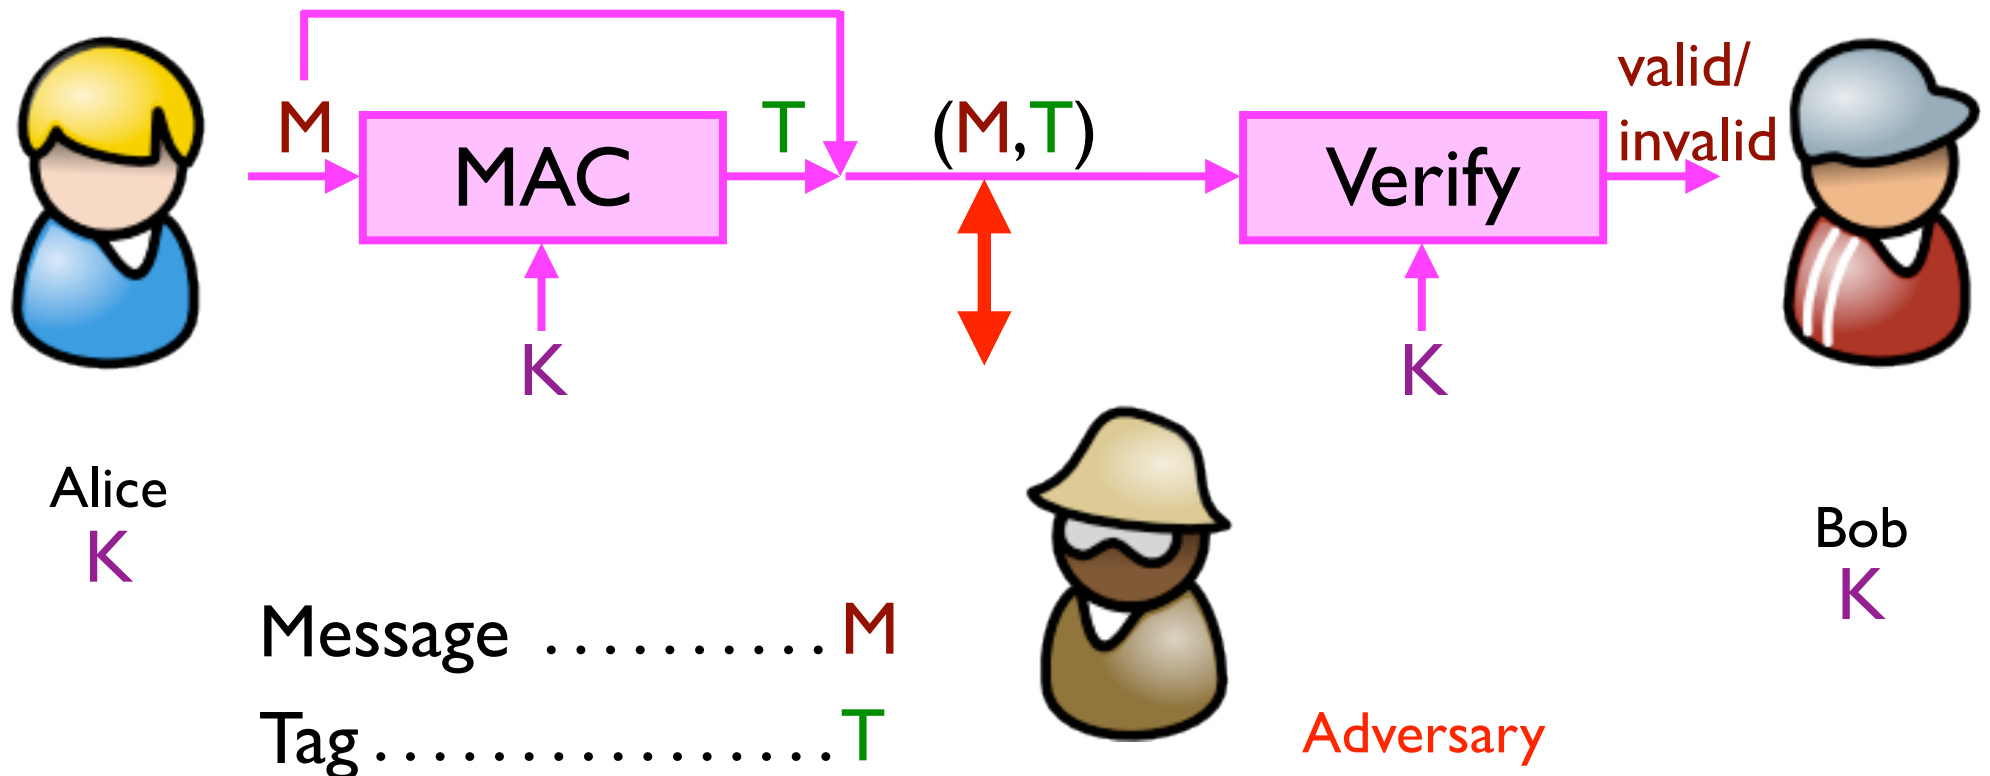 valid/
M
MAC
T
(M,T)
Verify
invalid
K
K
Alice
K
Bob
K
Message .......... M
Tag ................. T
Adversary